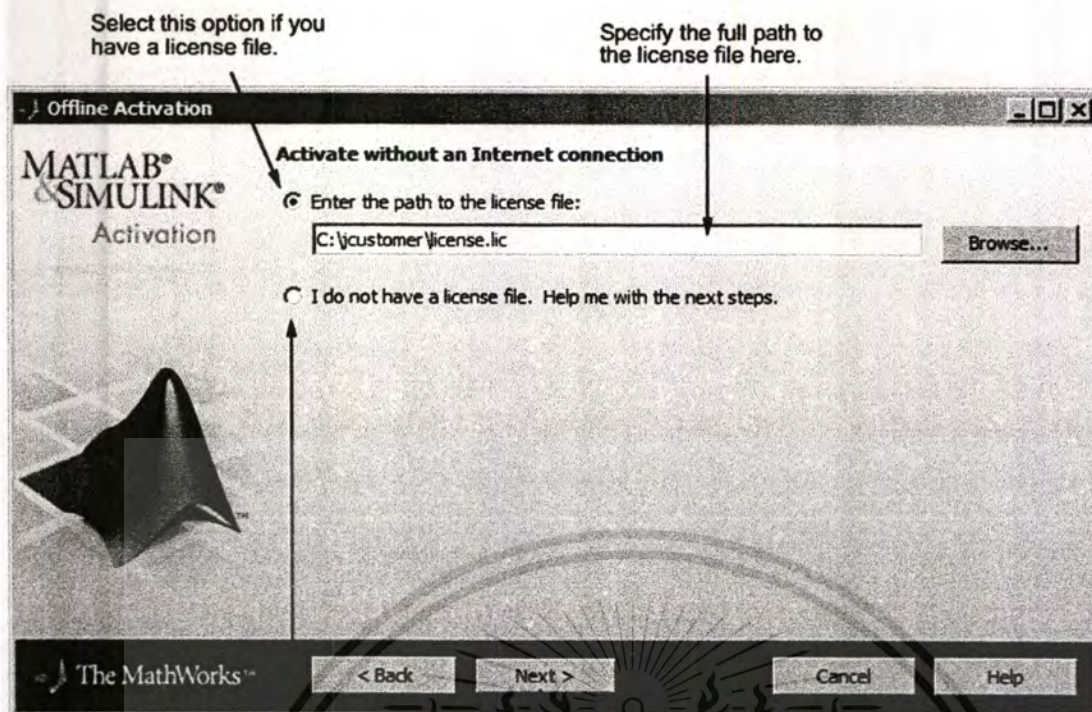 Select this option if you
have a license file.
Specify the full path to
the license file here.
Offline Activation
MATLAB®
&SIMULINK®
Activation
Activate without an Internet connection
Enter the path to the license file:
C:\jcustomer\license.lic
Browse...
I do not have a license file. Help me with the next steps.
TM
The MathWorks™
< Back
Next >
Cancel
Help